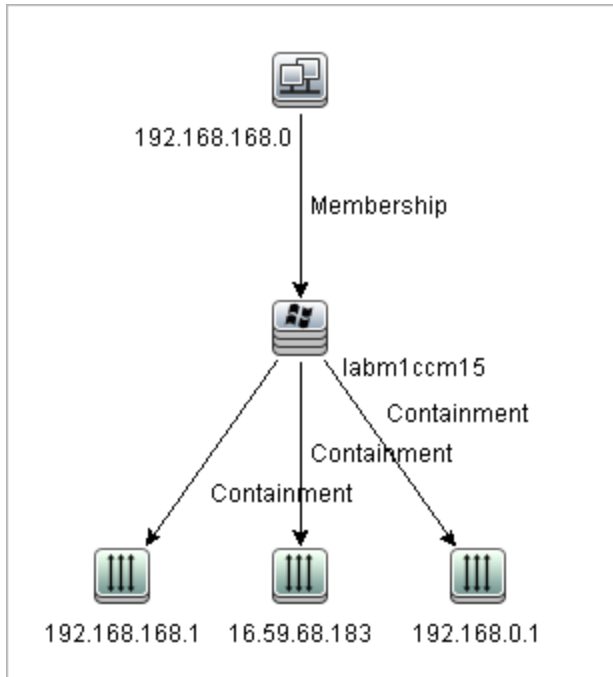 192.168.168.0
Membership
labm1ccm15
Containment
Containment
Containment
192.168.168.1
16.59.68.183
192.168.0.1